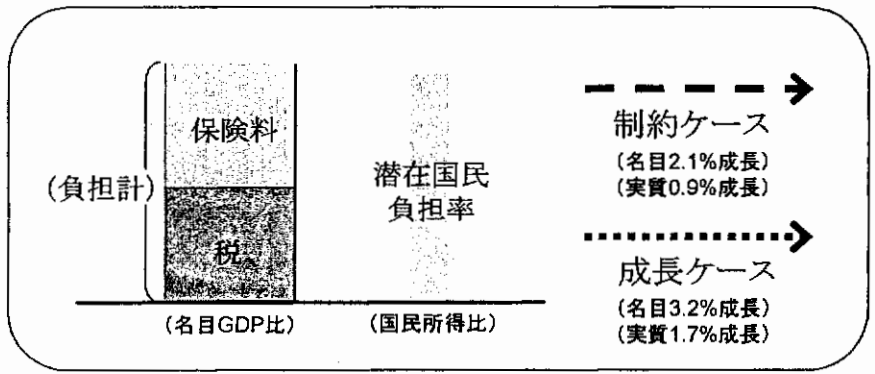 保険料
(負担計)
税
(名目GDP比)
潜在国民
負担率
(国民所得比)
制約ケース
(名目2.1%成長)
(実質0.9%成長)
成長ケース
(名目3.2%成長)
(実質1.7%成長)